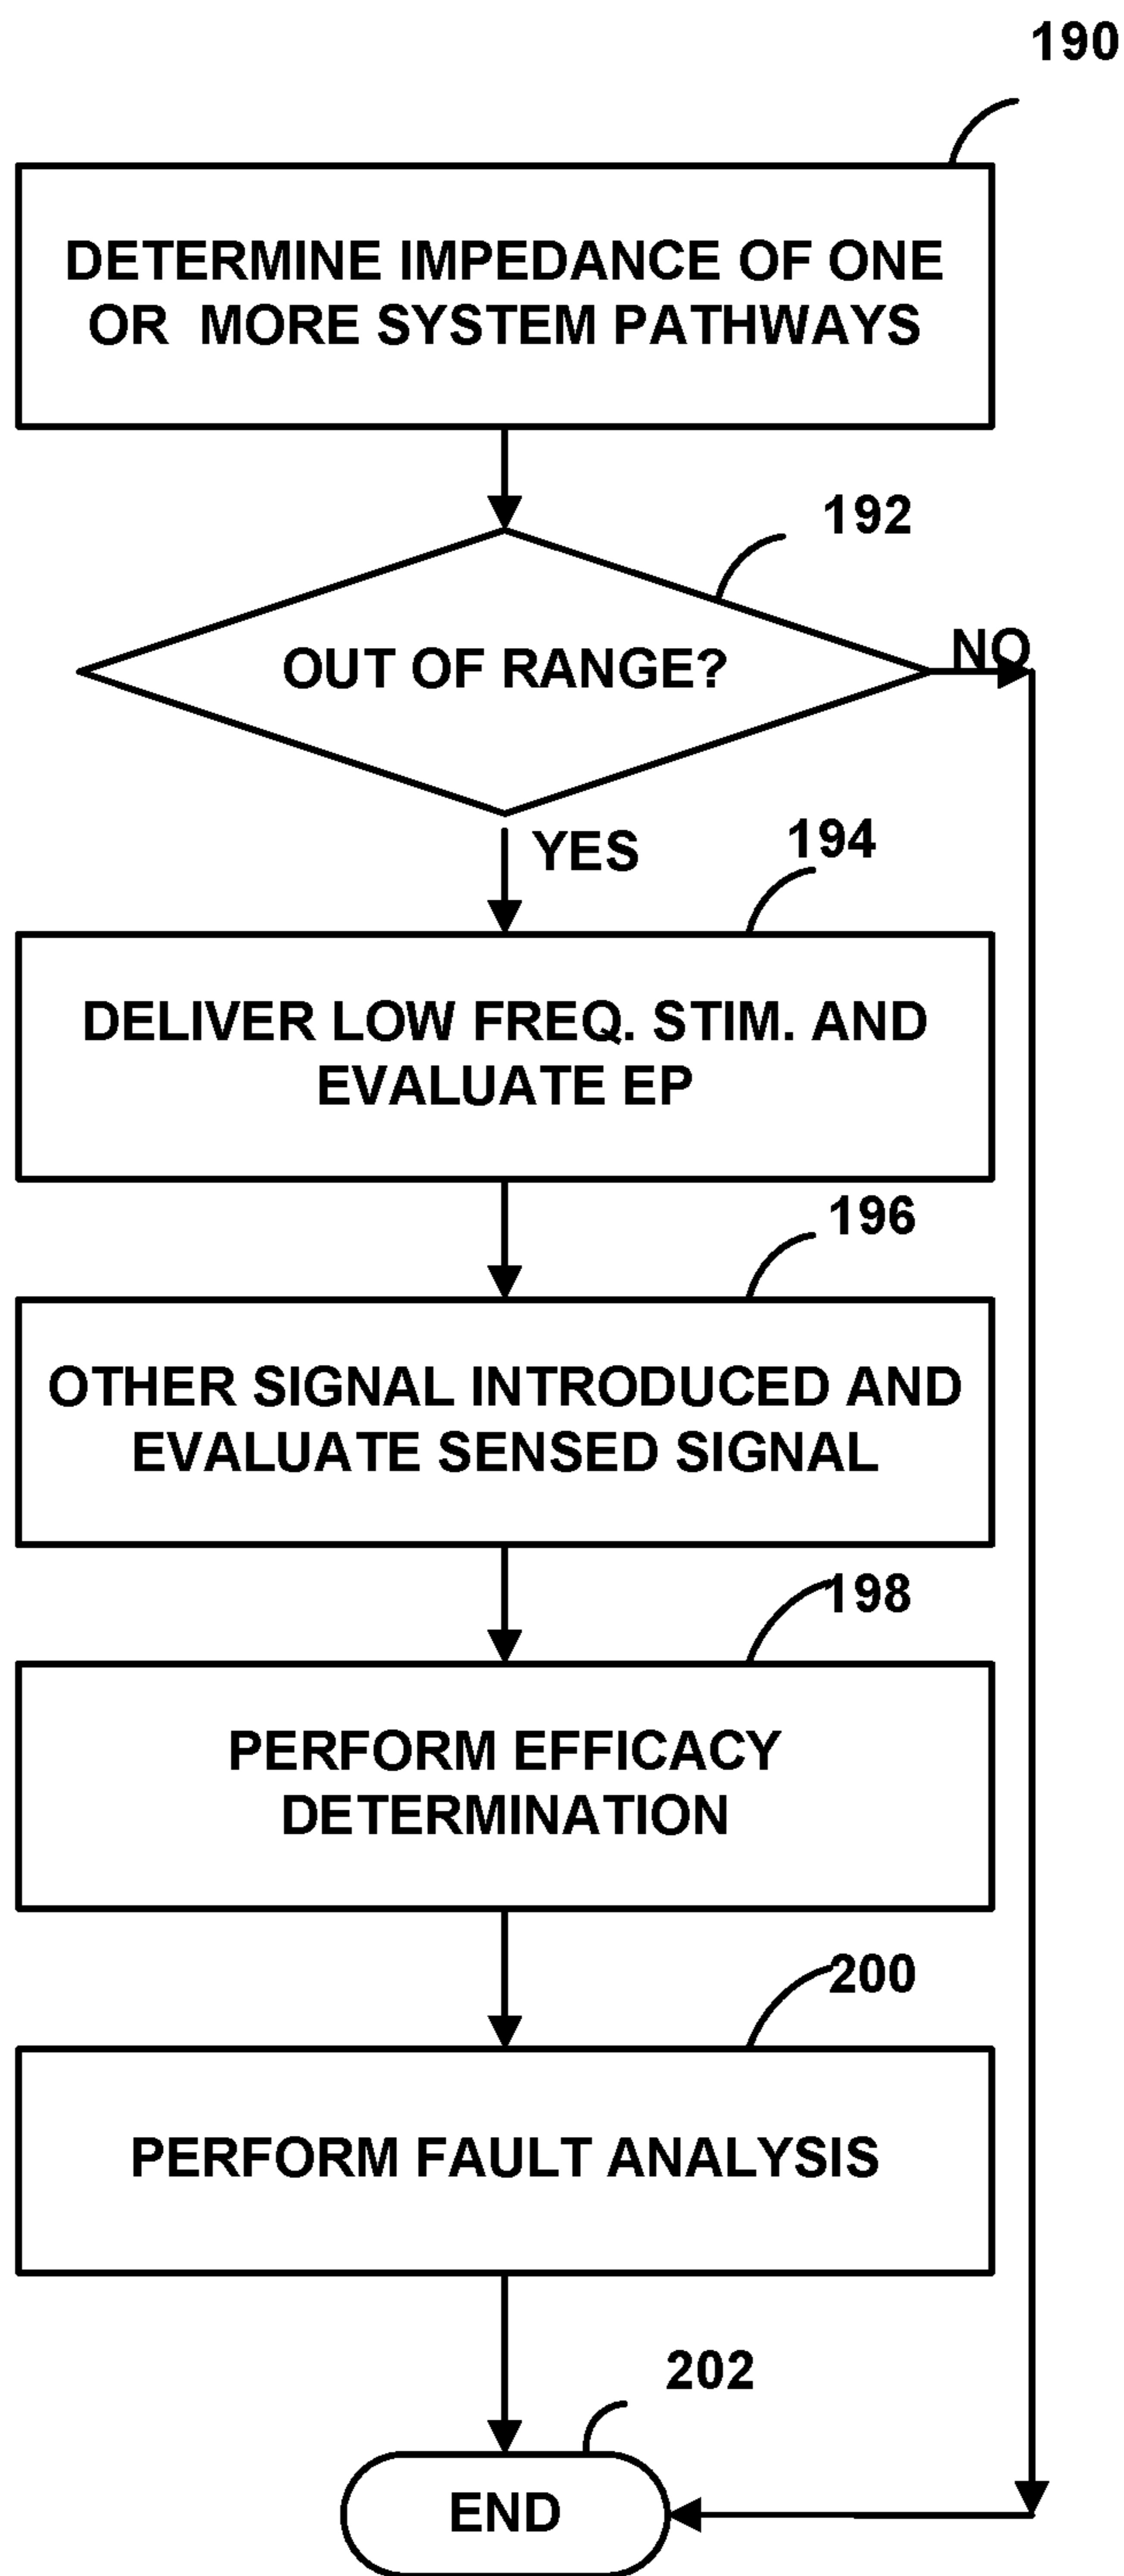 190
DETERMINE IMPEDANCE OF ONE
OR MORE SYSTEM PATHWAYS
192
OUT OF RANGE?
NO
YES
194
DELIVER LOW FREQ. STIM. AND
EVALUATE EP
196
OTHER SIGNAL INTRODUCED AND
EVALUATE SENSED SIGNAL
198
PERFORM EFFICACY
DETERMINATION
200
PERFORM FAULT ANALYSIS
202
END